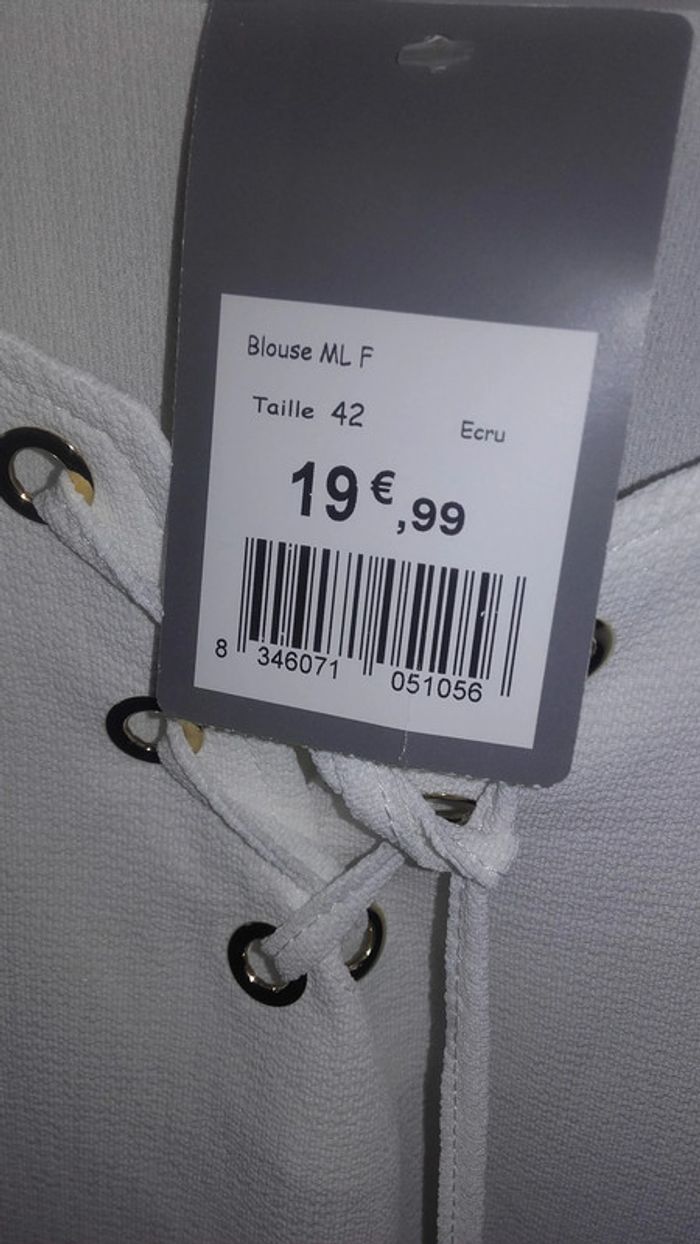 Blouse ML F
Taille 42 Ecru
19€,99
8 346071 051056